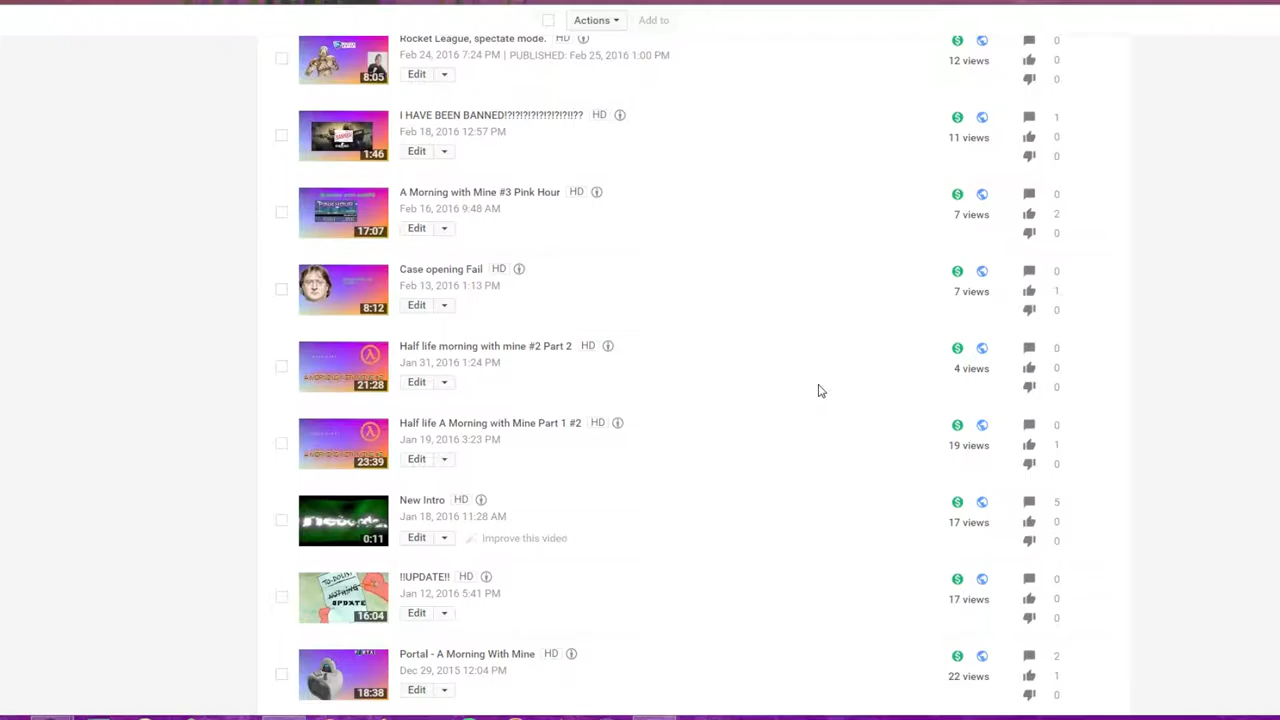 Actions Add to
Rocket League, spectate mode. HD 0
Feb 24, 2016 7:24 PM | PUBLISHED: Feb 25, 2016 1:00 PM
12 views 0
8:05 Edit 0
I HAVE BEEN BANNED!?!?!?!?!?!?!?!!?? HD 1
Feb 18, 2016 12:57 PM
11 views 0
1:46 Edit 0
A Morning with Mine #3 Pink Hour HD 0
Feb 16, 2016 9:48 AM
7 views 2
17:07 Edit 0
Case opening Fail HD 0
Feb 13, 2016 1:13 PM
7 views 1
8:12 Edit 0
Half life morning with mine #2 Part 2 HD 0
Jan 31, 2016 1:24 PM
4 views 0
21:28 Edit 0
Half life A Morning with Mine Part 1 #2 HD 0
Jan 19, 2016 3:23 PM
19 views 1
23:39 Edit 0
New Intro HD 5
Jan 18, 2016 11:28 AM
17 views 0
0:11 Edit Improve this video 0
!!UPDATE!! HD 0
Jan 12, 2016 5:41 PM
TO-DO LIST
NOTHING
UPDATE
17 views 0
16:04 Edit 0
PORTAL
Portal - A Morning With Mine HD 2
Dec 29, 2015 12:04 PM
22 views 1
18:38 Edit 0